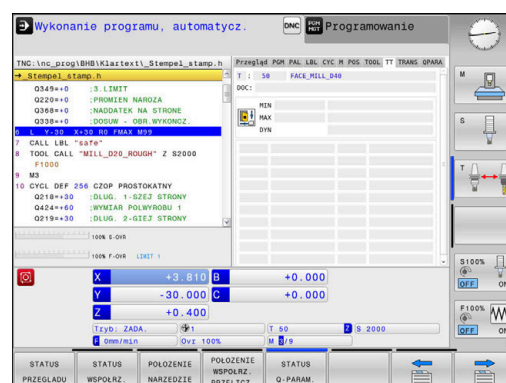 Wykonanie programu, automatycz.
DNC
PGM MGT
Programowanie
TNC:\nc_prog\BHB\Klartext\_Stempel_stamp.h
→_Stempel_stamp.h
Q349=+0 ;3.LIMIT
Q220=+0 ;PROMIEN NAROZA
Q368=+0 ;NADDATEK NA STRONE
Q338=+0 ;DOSUW - OBR.WYKONCZ.
6 L Y-30 X+30 R0 FMAX M99
7 CALL LBL "safe"
8 TOOL CALL "MILL_D20_ROUGH" Z S2000
F1000
9 M3
10 CYCL DEF 256 CZOP PROSTOKATNY
Q218=+30 ;DLUG. 1-SZEJ STRONY
Q424=+60 ;WYMIAR POLWYROBU 1
Q219=+30 ;DLUG. 2-GIEJ STRONY
Przegląd PGM PAL LBL CYC M POS TOOL TT TRANS QPARA
T : 50 FACE_MILL_D40
DOC:
MIN
MAX
DYN
100% S-OVR
100% F-OVR LIMIT 1
X +3.810 B +0.000
Y -30.000 C +0.000
Z +0.400
Tryb: ZADA. 1 T 50 Z S 2000
F 0mm/min Ovr 100% M 5/9
M
S
T
S100%
OFF ON
F100%
OFF ON
STATUS PRZEGLADU
STATUS WSPOŁRZ.
POŁOZENIE NARZEDZIE
POŁOZENIE WSPOŁRZ. PRZELICZ.
STATUS Q-PARAM.